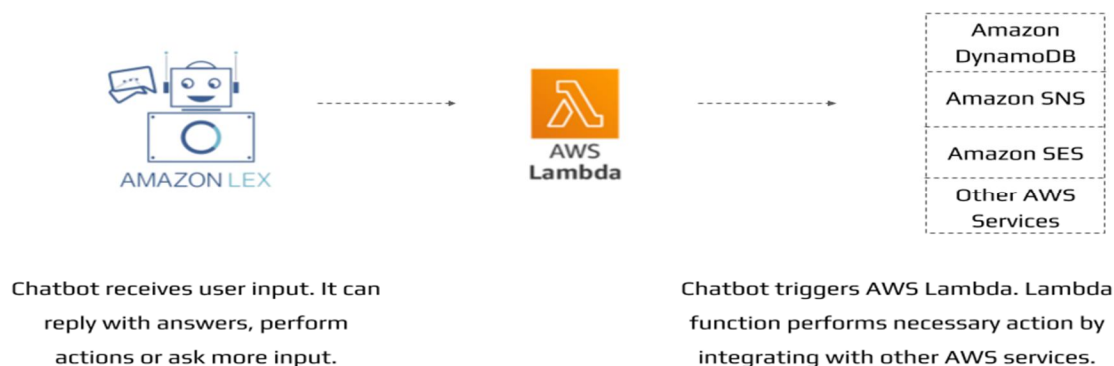 AMAZON LEX
AWS
Lambda
Amazon
DynamoDB
Amazon SNS
Amazon SES
Other AWS
Services
Chatbot receives user input. It can
reply with answers, perform
actions or ask more input.
Chatbot triggers AWS Lambda. Lambda
function performs necessary action by
integrating with other AWS services.